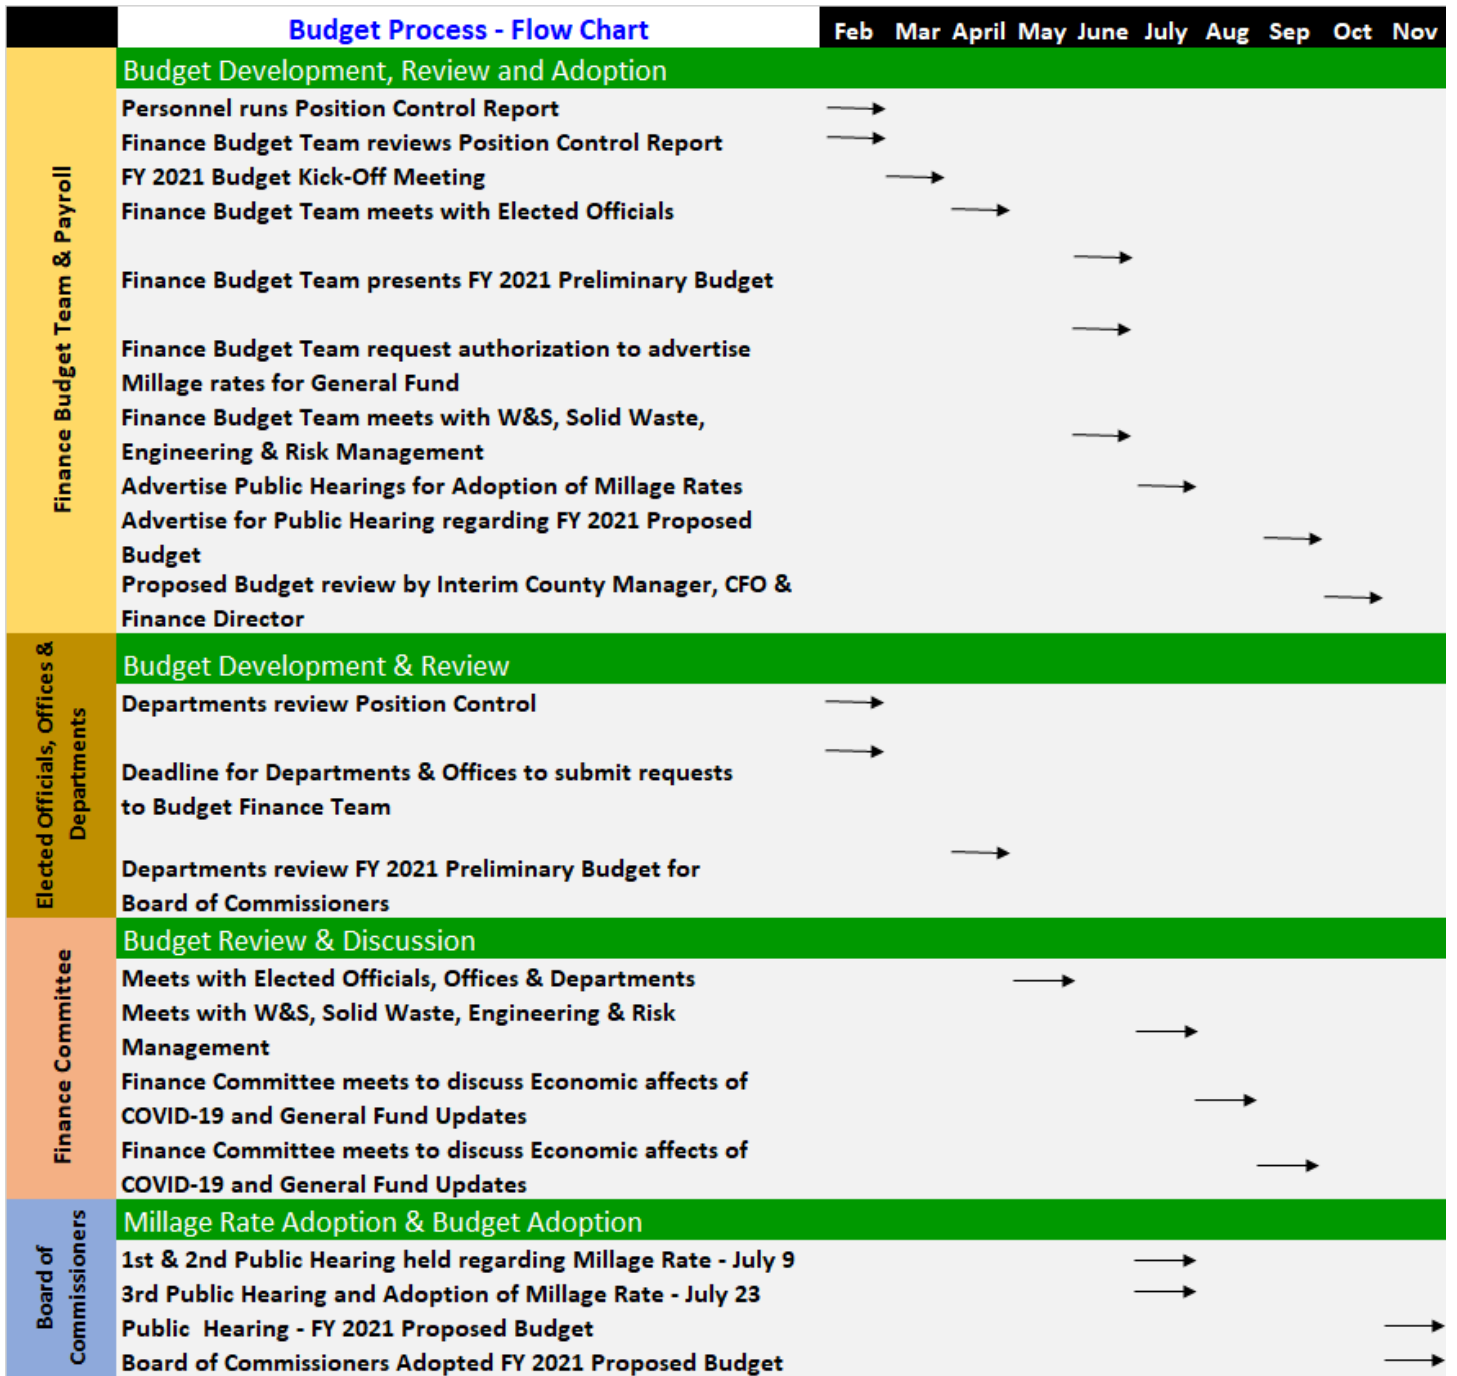 Budget Process - Flow Chart Feb Mar April May June July Aug Sep Oct Nov
Finance Budget Team & Payroll
Budget Development, Review and Adoption
Personnel runs Position Control Report
Finance Budget Team reviews Position Control Report
FY 2021 Budget Kick-Off Meeting
Finance Budget Team meets with Elected Officials
Finance Budget Team presents FY 2021 Preliminary Budget
Finance Budget Team request authorization to advertise
Millage rates for General Fund
Finance Budget Team meets with W&S, Solid Waste,
Engineering & Risk Management
Advertise Public Hearings for Adoption of Millage Rates
Advertise for Public Hearing regarding FY 2021 Proposed
Budget
Proposed Budget review by Interim County Manager, CFO &
Finance Director
Elected Officials, Offices &
Departments
Budget Development & Review
Departments review Position Control
Deadline for Departments & Offices to submit requests
to Budget Finance Team
Departments review FY 2021 Preliminary Budget for
Board of Commissioners
Finance Committee
Budget Review & Discussion
Meets with Elected Officials, Offices & Departments
Meets with W&S, Solid Waste, Engineering & Risk
Management
Finance Committee meets to discuss Economic affects of
COVID-19 and General Fund Updates
Finance Committee meets to discuss Economic affects of
COVID-19 and General Fund Updates
Board of
Commissioners
Millage Rate Adoption & Budget Adoption
1st & 2nd Public Hearing held regarding Millage Rate - July 9
3rd Public Hearing and Adoption of Millage Rate - July 23
Public  Hearing - FY 2021 Proposed Budget
Board of Commissioners Adopted FY 2021 Proposed Budget